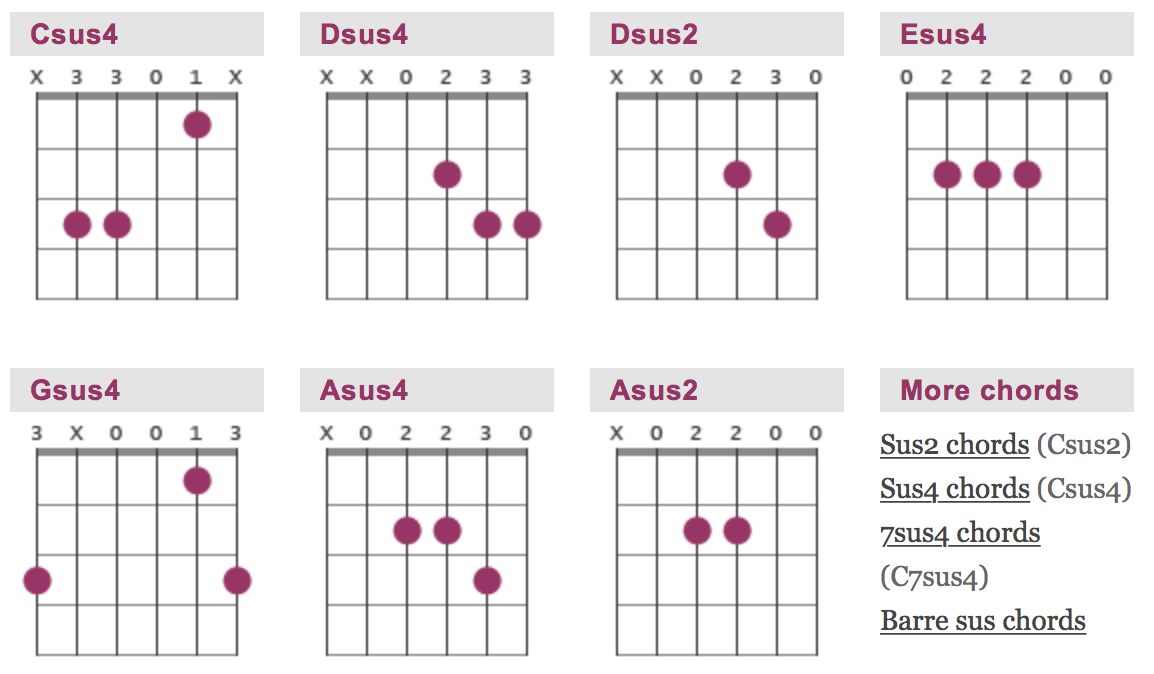 Csus4
X 3 3 0 1 X
Dsus4
X X 0 2 3 3
Dsus2
X X 0 2 3 0
Esus4
0 2 2 2 0 0
Gsus4
3 X 0 0 1 3
Asus4
X 0 2 2 3 0
Asus2
X 0 2 2 0 0
More chords
Sus2 chords (Csus2)
Sus4 chords (Csus4)
7sus4 chords
(C7sus4)
Barre sus chords